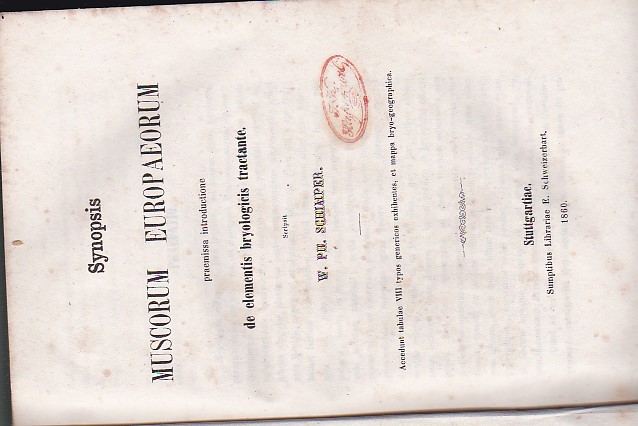 Synopsis
MUSCORUM EUROPAEORUM
praemissa introductione
de elementis bryologicis tractante.
Scripsit
W. PH. SCHIMPER.
Accedunt tabulae VIII typos genericos exhibentes, et mappa bryo-geographica.
Stuttgartiae.
Sumptibus Librariae E. Schweizerbart.
1860.